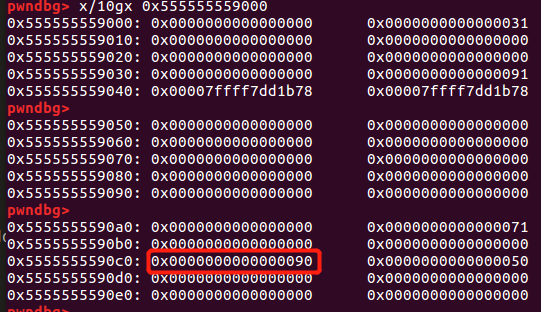 pwndbg> x/10gx 0x555555559000
0x555555559000: 0x0000000000000000 0x0000000000000031
0x555555559010: 0x0000000000000000 0x0000000000000000
0x555555559020: 0x0000000000000000 0x0000000000000000
0x555555559030: 0x0000000000000000 0x0000000000000091
0x555555559040: 0x00007ffff7dd1b78 0x00007ffff7dd1b78
pwndbg>
0x555555559050: 0x0000000000000000 0x0000000000000000
0x555555559060: 0x0000000000000000 0x0000000000000000
0x555555559070: 0x0000000000000000 0x0000000000000000
0x555555559080: 0x0000000000000000 0x0000000000000000
0x555555559090: 0x0000000000000000 0x0000000000000000
pwndbg>
0x5555555590a0: 0x0000000000000000 0x0000000000000071
0x5555555590b0: 0x0000000000000000 0x0000000000000000
0x5555555590c0: 0x0000000000000090 0x0000000000000050
0x5555555590d0: 0x0000000000000000 0x0000000000000000
0x5555555590e0: 0x0000000000000000 0x0000000000000000
pwndbg>